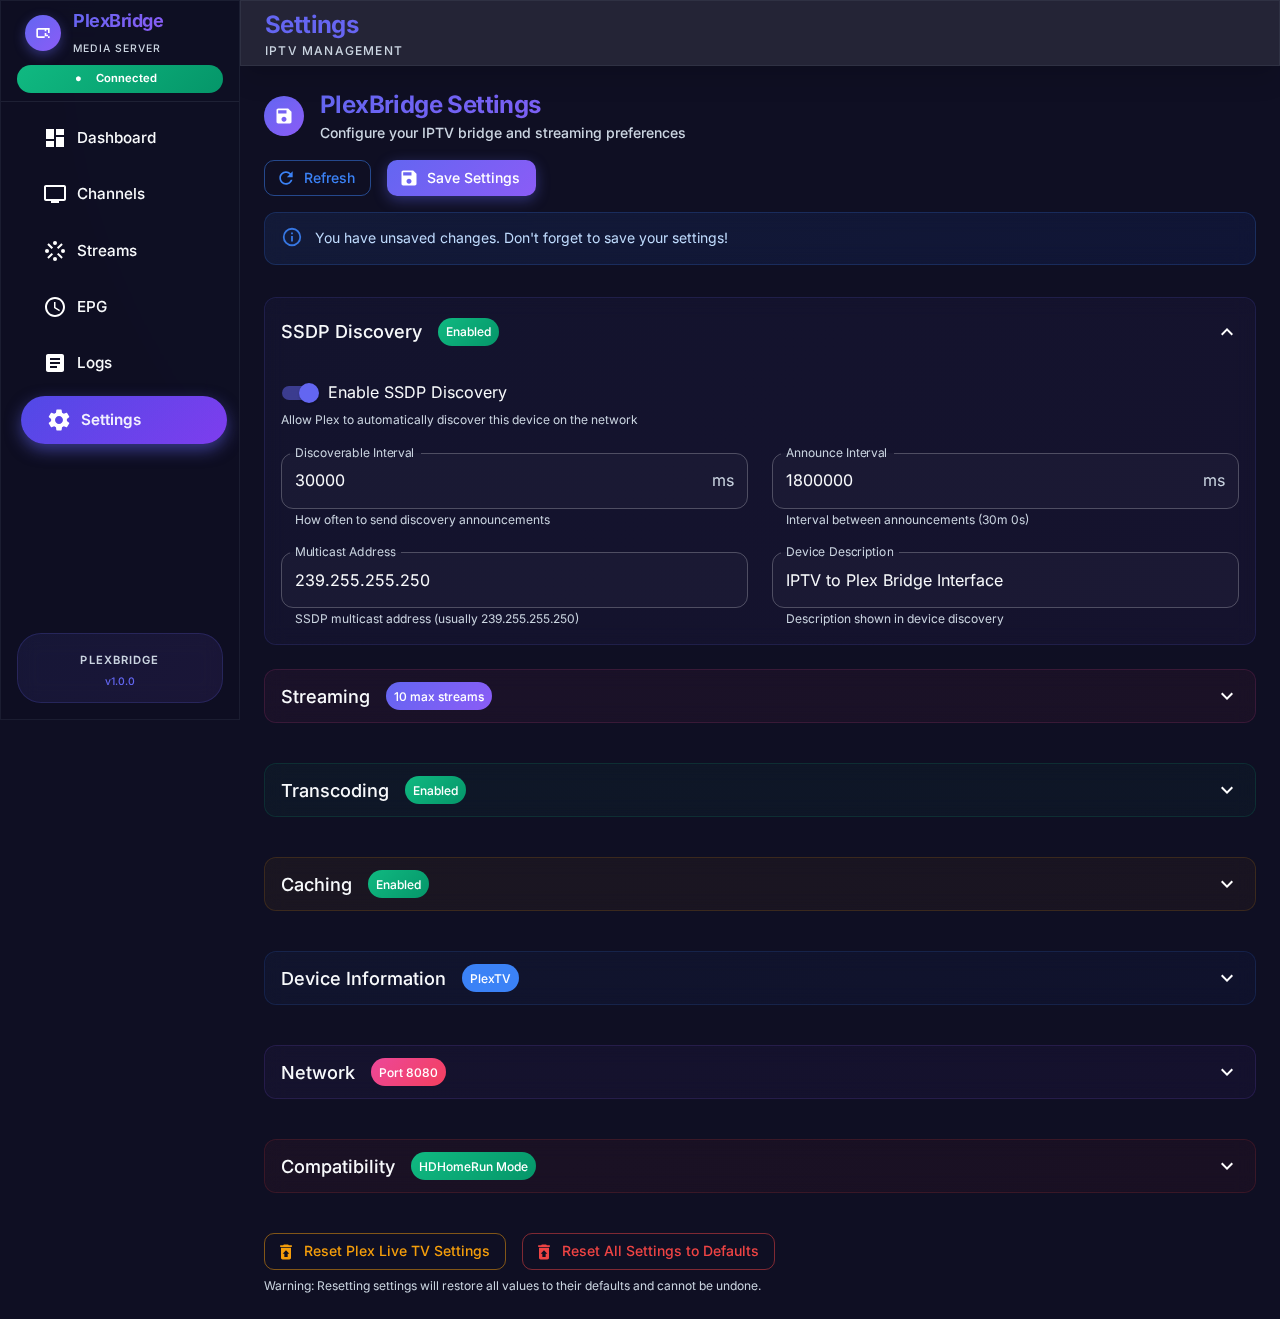 PlexBridge
MEDIA SERVER
Connected
Dashboard
Channels
Streams
EPG
Logs
Settings
PLEXBRIDGE
v1.0.0
Settings
IPTV MANAGEMENT
PlexBridge Settings
Configure your IPTV bridge and streaming preferences
Refresh
Save Settings
You have unsaved changes. Don't forget to save your settings!
SSDP Discovery
Enabled
Enable SSDP Discovery
Allow Plex to automatically discover this device on the network
Discoverable Interval
30000 ms
How often to send discovery announcements
Announce Interval
1800000 ms
Interval between announcements (30m 0s)
Multicast Address
239.255.255.250
SSDP multicast address (usually 239.255.255.250)
Device Description
IPTV to Plex Bridge Interface
Description shown in device discovery
Streaming
10 max streams
Transcoding
Enabled
Caching
Enabled
Device Information
PlexTV
Network
Port 8080
Compatibility
HDHomeRun Mode
Reset Plex Live TV Settings
Reset All Settings to Defaults
Warning: Resetting settings will restore all values to their defaults and cannot be undone.